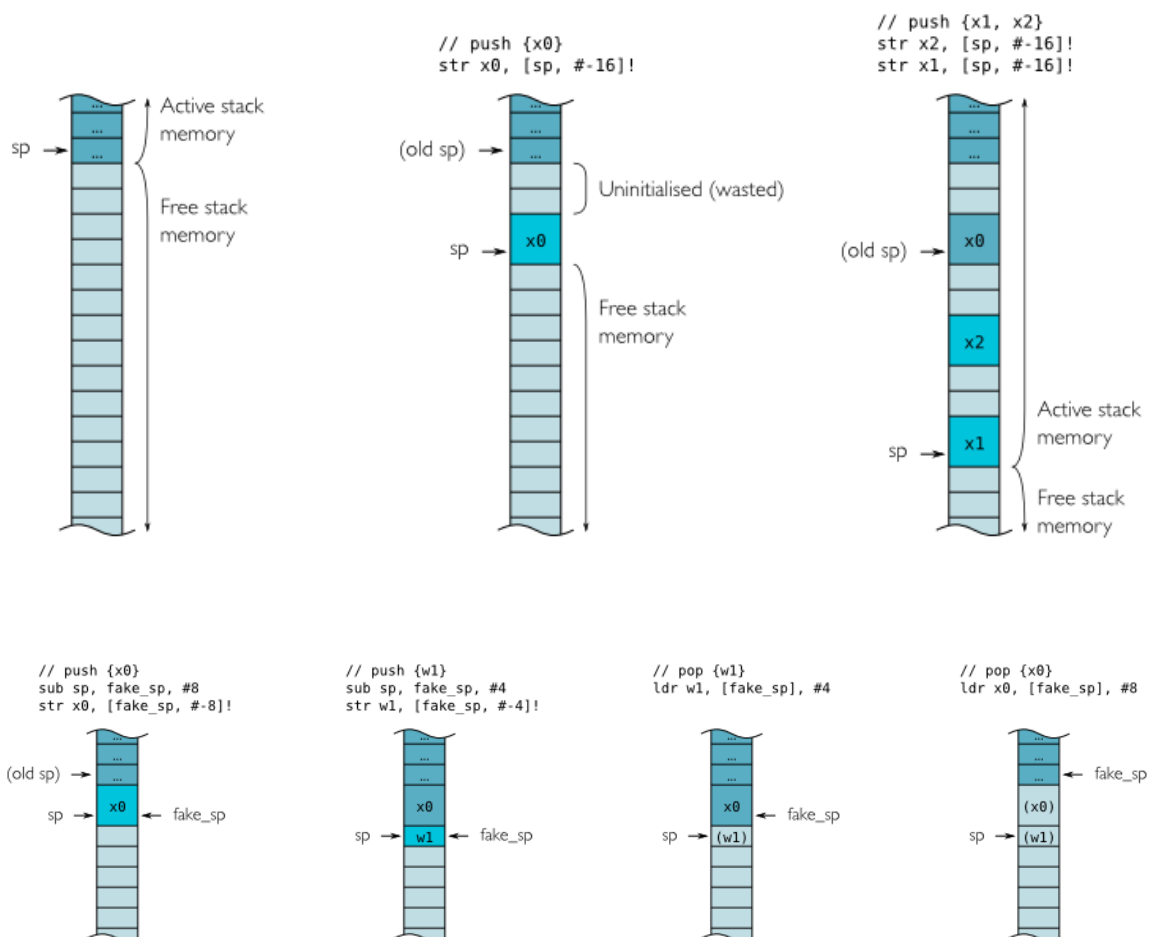 // push {x0}
str x0, [sp, #-16]!
// push {x1, x2}
str x2, [sp, #-16]!
str x1, [sp, #-16]!
...
...
...
sp
Active stack
memory
Free stack
memory
...
...
...
(old sp)
Uninitialised (wasted)
x0
sp
Free stack
memory
...
...
...
x0
(old sp)
x2
x1
sp
Active stack
memory
Free stack
memory
// push {x0}
sub sp, fake_sp, #8
str x0, [fake_sp, #-8]!
...
...
...
(old sp)
x0
sp
fake_sp
// push {w1}
sub sp, fake_sp, #4
str w1, [fake_sp, #-4]!
...
...
...
x0
sp
w1
fake_sp
// pop {w1}
ldr w1, [fake_sp], #4
...
...
...
x0
fake_sp
sp
(w1)
// pop {x0}
ldr x0, [fake_sp], #8
...
...
...
fake_sp
(x0)
sp
(w1)